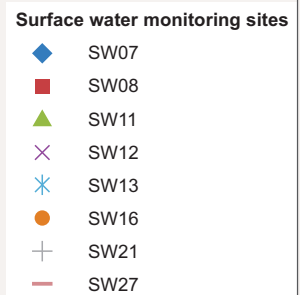 Surface water monitoring sites
SW07
SW08
SW11
SW12
SW13
SW16
SW21
SW27